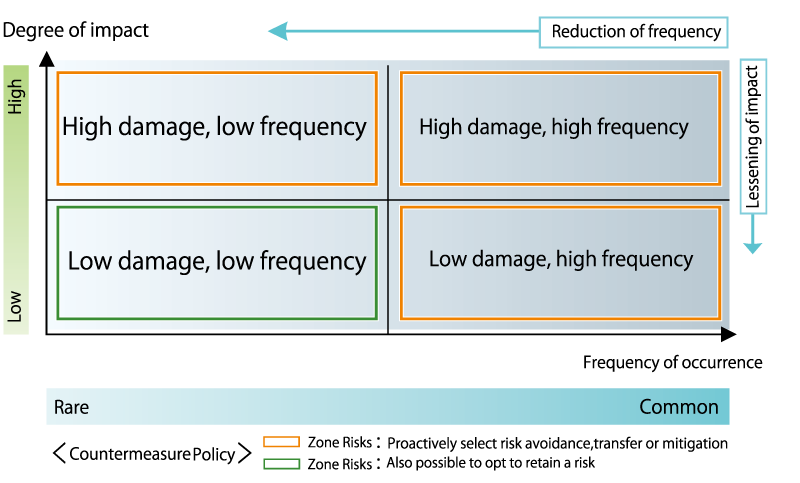 Degree of impact
Reduction of frequency
High
Low
High damage, low frequency
High damage, high frequency
Lessening of impact
Low damage, low frequency
Low damage, high frequency
Frequency of occurrence
Rare
Common
Countermeasure Policy
Zone Risks : Proactively select risk avoidance,transfer or mitigation
Zone Risks : Also possible to opt to retain a risk